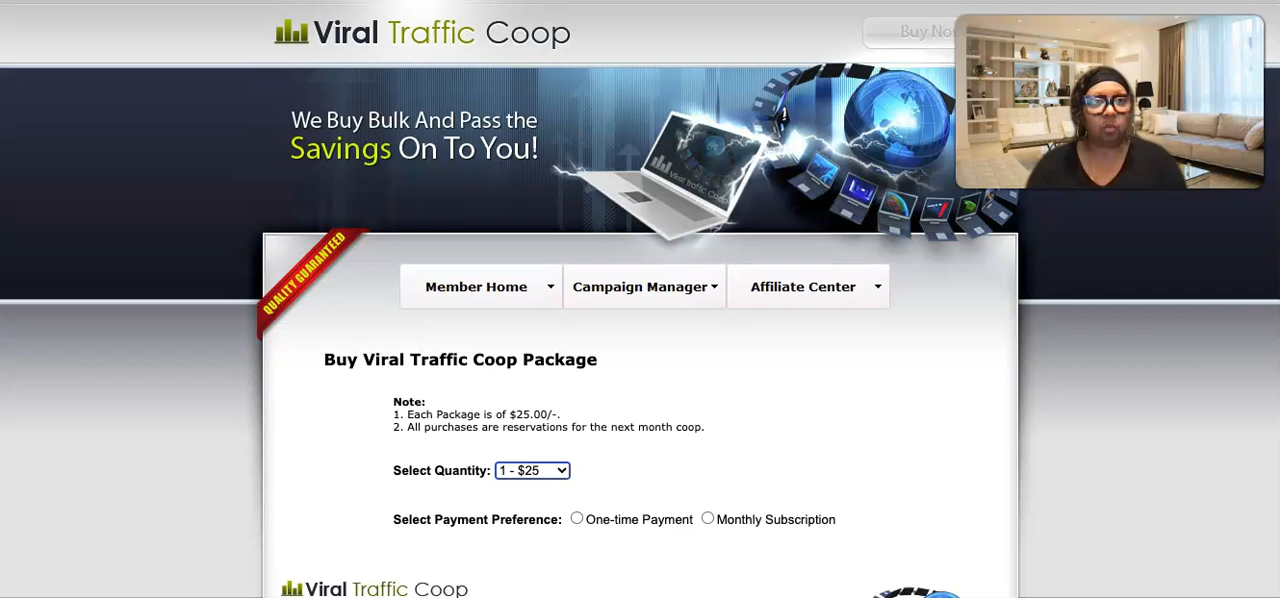 Viral Traffic Coop
We Buy Bulk And Pass the
Savings On To You!
QUALITY GUARANTEED
Member Home
Campaign Manager
Affiliate Center
Buy Viral Traffic Coop Package
Note:
1. Each Package is of $25.00/-.
2. All purchases are reservations for the next month coop.
Select Quantity: 1 - $25
Select Payment Preference: One-time Payment Monthly Subscription
Viral Traffic Coop